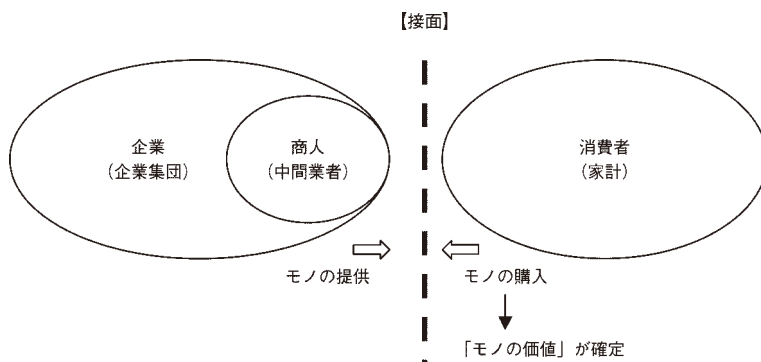 【接面】
企業
（企業集団）
商人
（中間業者）
消費者
（家計）
モノの提供
モノの購入
「モノの価値」が確定